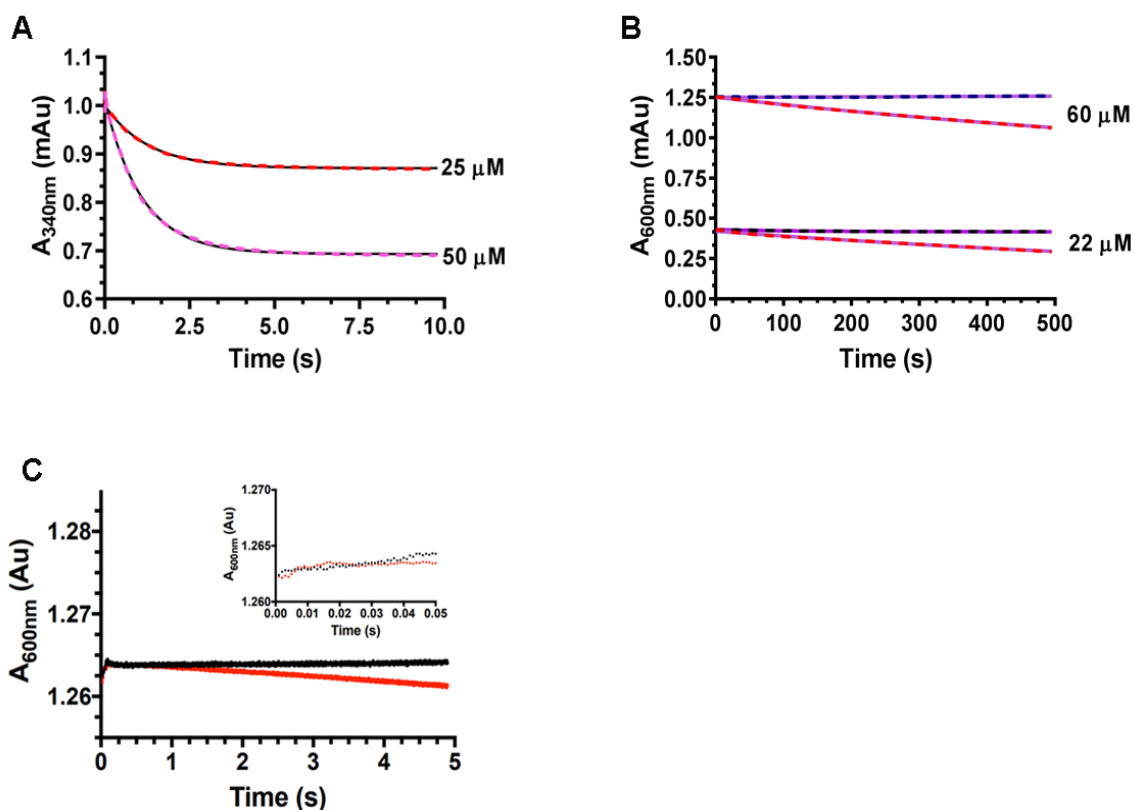 A
A340nm (mAu)
1.1
1.0
0.9
0.8
0.7
0.6
25 μM
50 μM
0.0 2.5 5.0 7.5 10.0
Time (s)
B
A600nm (mAu)
1.50
1.25
1.00
0.75
0.50
0.25
0.00
60 μM
22 μM
0 100 200 300 400 500
Time (s)
C
A600nm (Au)
1.28
1.27
1.26
0 1 2 3 4 5
Time (s)
A600nm (Au)
1.270
1.265
1.260
0.00 0.01 0.02 0.03 0.04 0.05
Time (s)